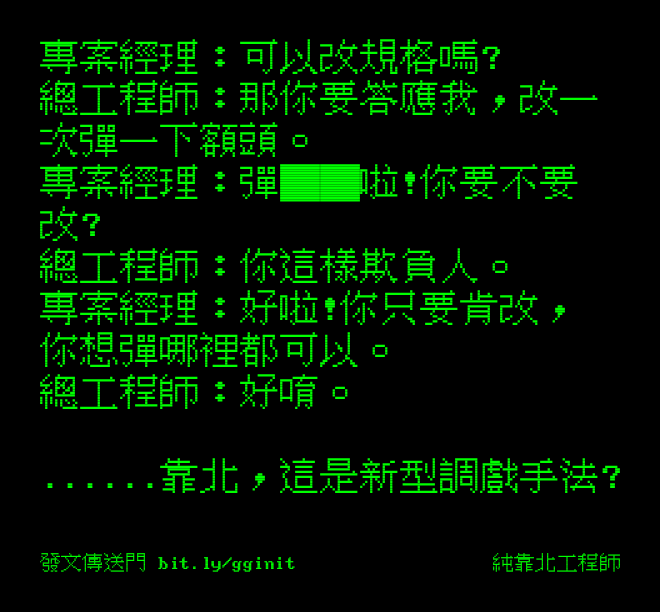 專案經理：可以改規格嗎?
總工程師：那你要答應我，改一
次彈一下額頭。
專案經理：彈▓▓啦!你要不要
改?
總工程師：你這樣欺負人。
專案經理：好啦!你只要肯改，
你想彈哪裡都可以。
總工程師：好唷。
......靠北，這是新型調戲手法?
發文傳送門 bit.ly/gginit
純靠北工程師